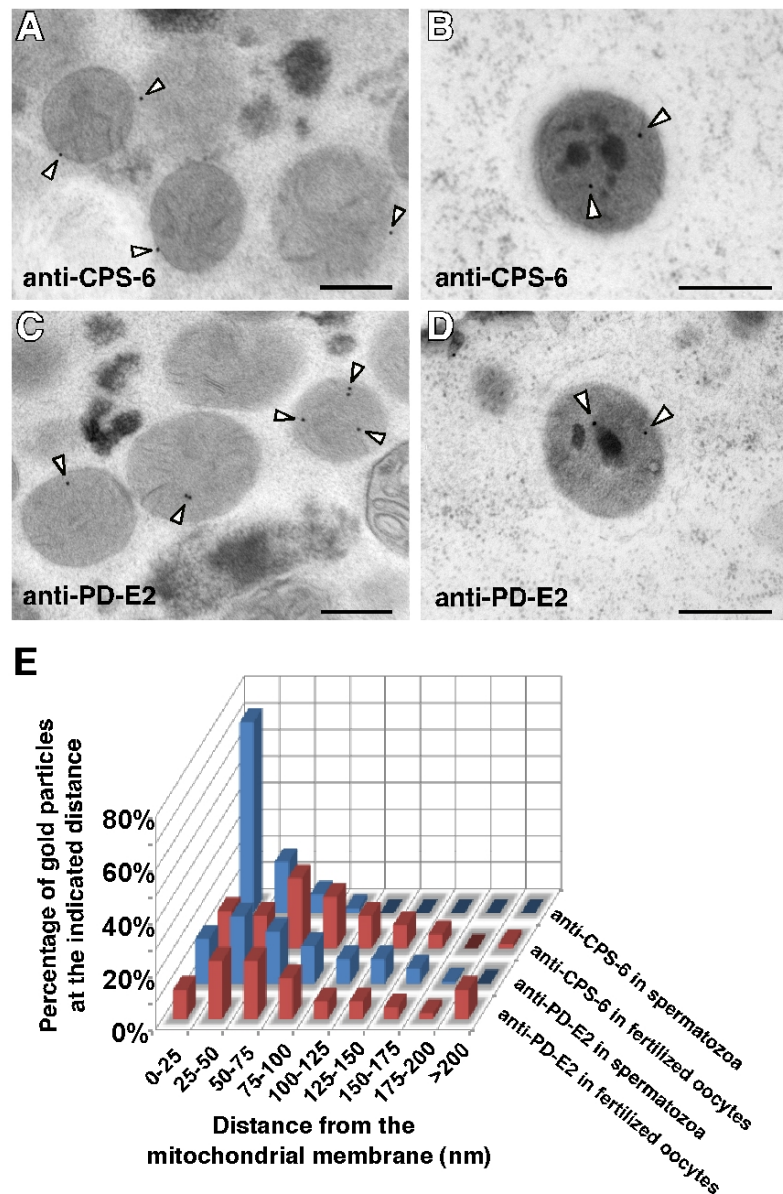 A
anti-CPS-6
B
anti-CPS-6
C
anti-PD-E2
D
anti-PD-E2
E
Percentage of gold particles
at the indicated distance
80%
60%
40%
20%
0%
0-25
25-50
50-75
75-100
100-125
125-150
150-175
175-200
>200
Distance from the
mitochondrial membrane (nm)
anti-CPS-6 in spermatozoa
anti-CPS-6 in fertilized oocytes
anti-PD-E2 in spermatozoa
anti-PD-E2 in fertilized oocytes